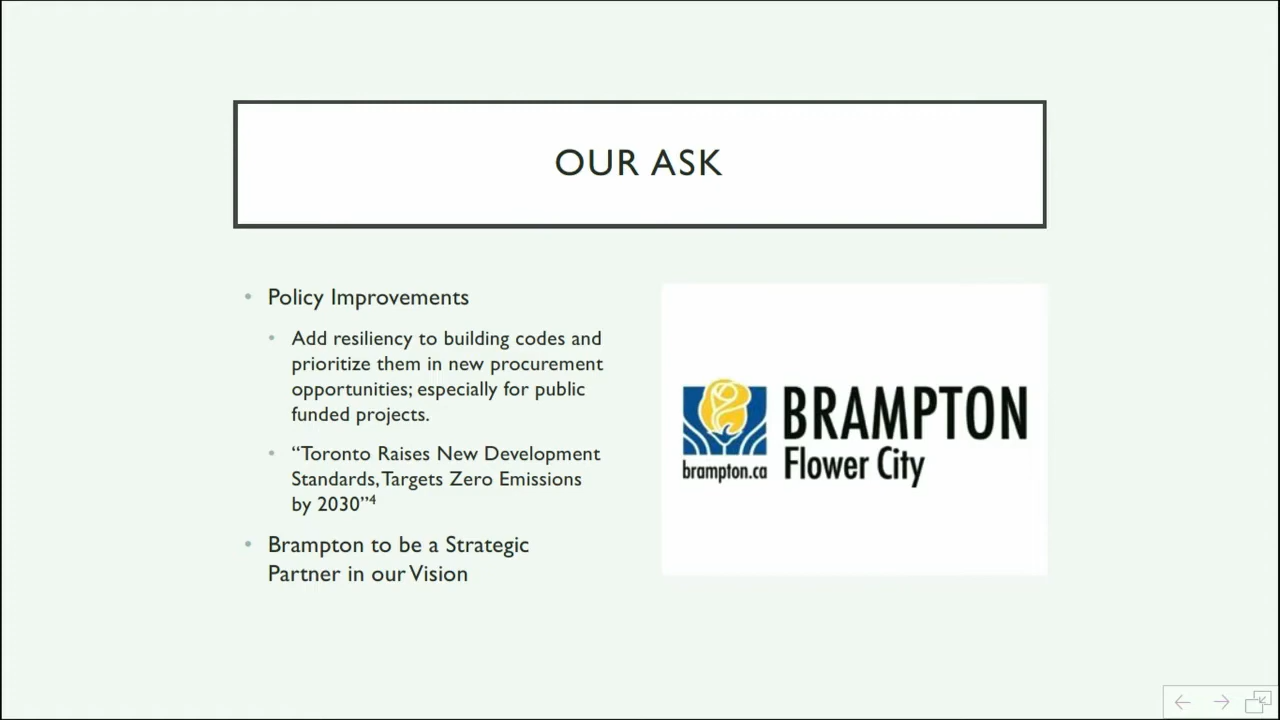 OUR ASK
• Policy Improvements
• Add resiliency to building codes and
prioritize them in new procurement
opportunities; especially for public
funded projects.
• “Toronto Raises New Development
Standards, Targets Zero Emissions
by 2030”⁴
• Brampton to be a Strategic
Partner in our Vision
BRAMPTON
brampton.ca Flower City